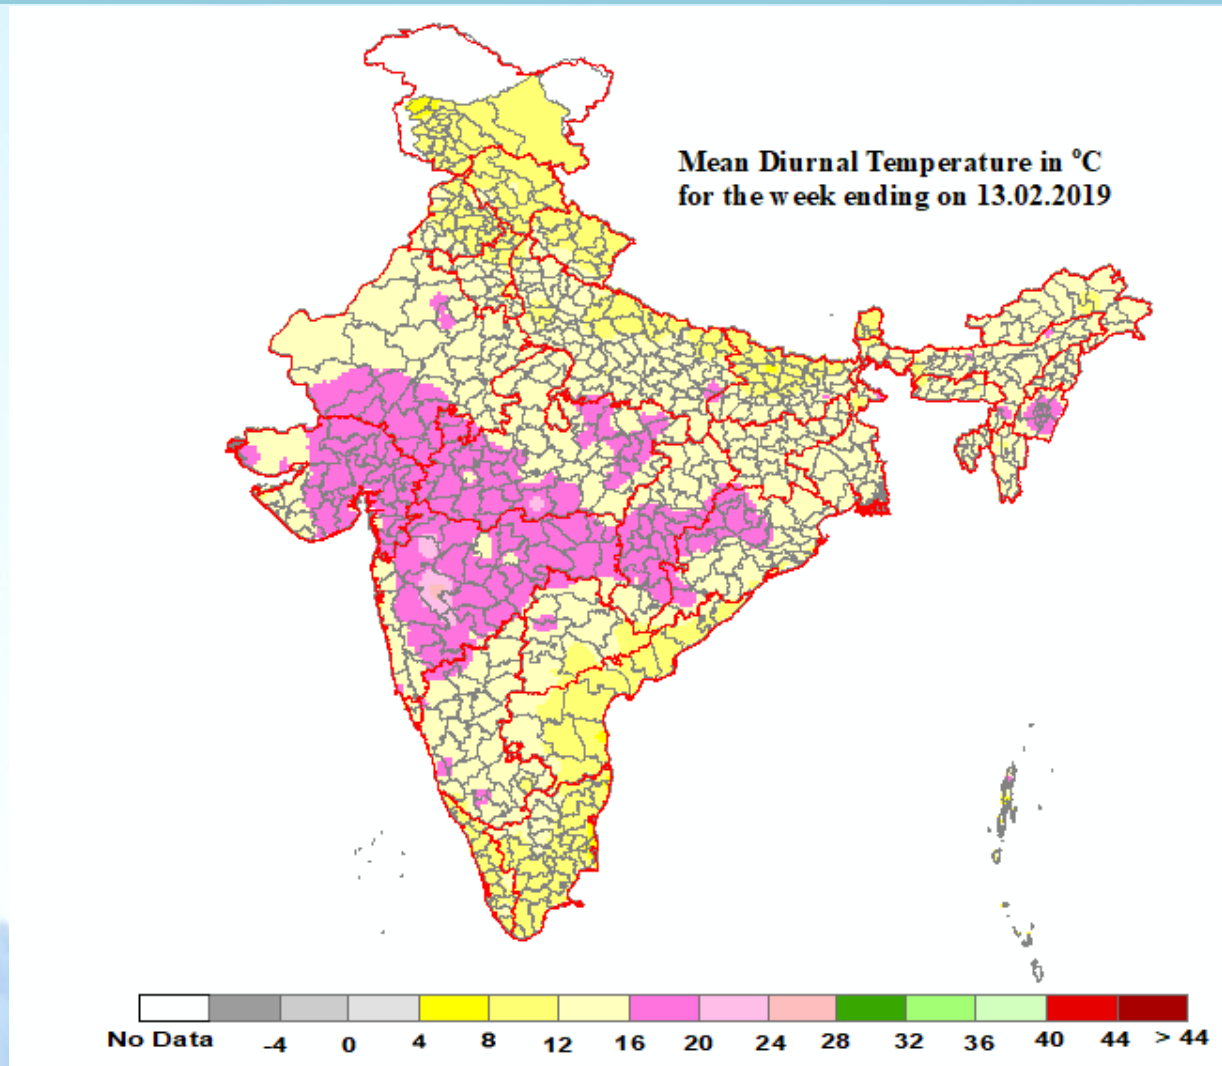 Mean Diurnal Temperature in °C
for the week ending on 13.02.2019
No Data -4 0 4 8 12 16 20 24 28 32 36 40 44 > 44